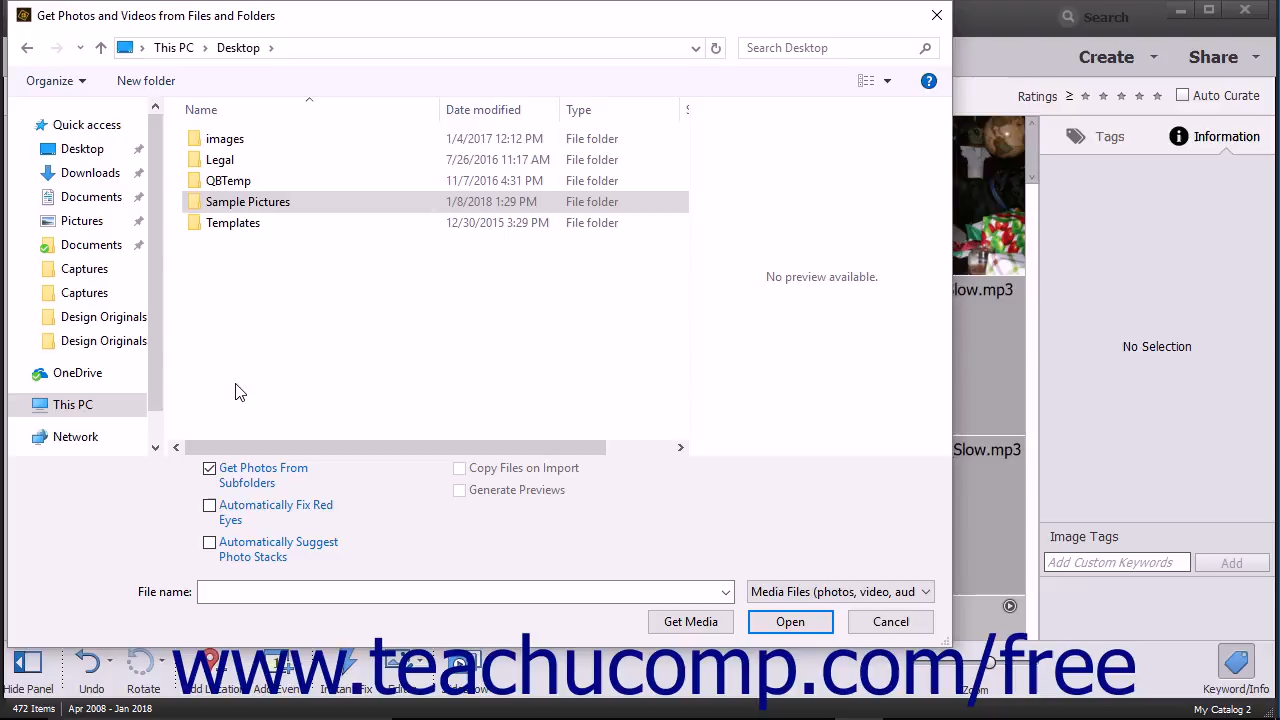 Get Photos and Videos from Files and Folders
This PC > Desktop >
Search Desktop
Search
Organize
New folder
Create
Share
Ratings ≥
Auto Curate
Name
Date modified
Type
Tags
Information
Quick access
Desktop
Downloads
Documents
Pictures
Documents
Captures
Captures
Design Originals
Design Originals
OneDrive
This PC
Network
images 1/4/2017 12:12 PM File folder
Legal 7/26/2016 11:17 AM File folder
QBTemp 11/7/2016 4:31 PM File folder
Sample Pictures 1/8/2018 1:29 PM File folder
Templates 12/30/2015 3:29 PM File folder
No preview available.
Slow.mp3
Slow.mp3
No Selection
Get Photos From
Subfolders
Copy Files on Import
Generate Previews
Automatically Fix Red
Eyes
Automatically Suggest
Photo Stacks
Image Tags
Add Custom Keywords
Add
File name:
Media Files (photos, video, aud
Get Media
Open
Cancel
www.teachucomp.com/free
Hide Panel
Undo
Rotate
Zoom
Keyword/Info
472 Items
Apr 2008 - Jan 2018
My Catalog 2